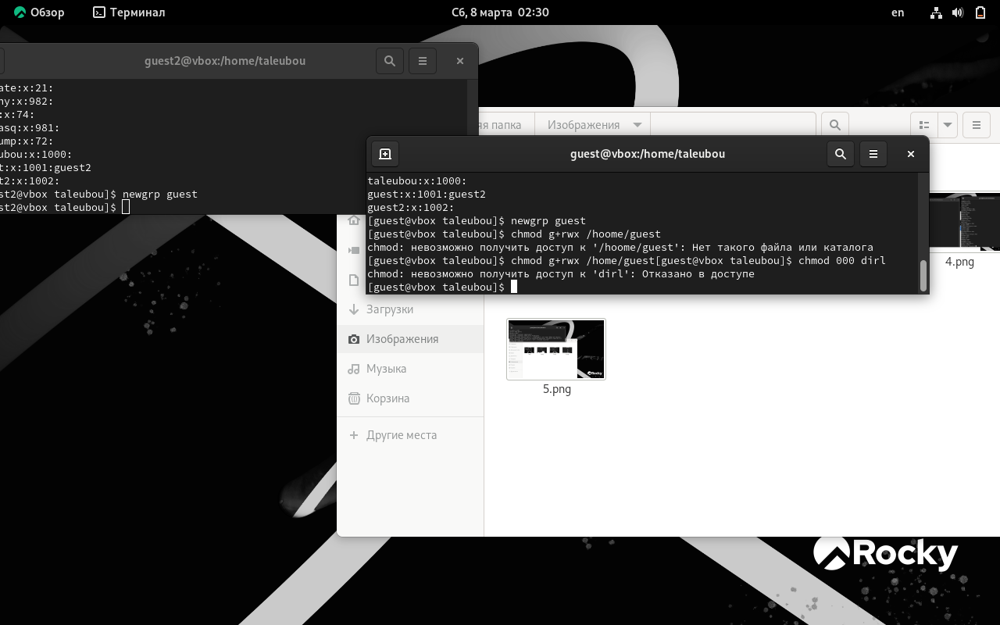 Обзор
Терминал
Сб, 8 марта 02:30
en
guest2@vbox:/home/taleubou
ate:x:21:
ny:x:982:
:x:74:
asq:x:981:
ump:x:72:
ubou:x:1000:
t:x:1001:guest2
t2:x:1002:
st2@vbox taleubou]$ newgrp guest
st2@vbox taleubou]$
яя папка
Изображения
guest@vbox:/home/taleubou
taleubou:x:1000:
guest:x:1001:guest2
guest2:x:1002:
[guest@vbox taleubou]$ newgrp guest
[guest@vbox taleubou]$ chmod g+rwx /hoome/guest
chmod: невозможно получить доступ к '/hoome/guest': Нет такого файла или каталога
[guest@vbox taleubou]$ chmod g+rwx /home/guest[guest@vbox taleubou]$ chmod 000 dirl
chmod: невозможно получить доступ к 'dirl': Отказано в доступе
[guest@vbox taleubou]$
4.png
Загрузки
Изображения
Музыка
Корзина
Другие места
5.png
Rocky